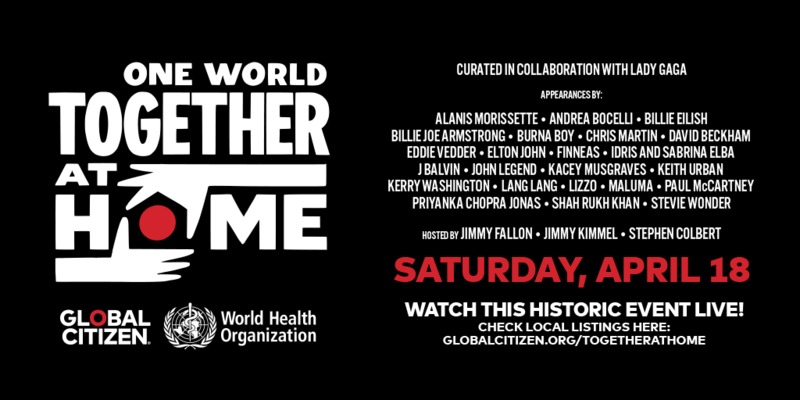 ONE WORLD
TOGETHER
AT
HOME
GLOBAL
CITIZEN®
World Health
Organization
CURATED IN COLLABORATION WITH LADY GAGA
APPEARANCES BY:
ALANIS MORISSETTE • ANDREA BOCELLI • BILLIE EILISH
BILLIE JOE ARMSTRONG • BURNA BOY • CHRIS MARTIN • DAVID BECKHAM
EDDIE VEDDER • ELTON JOHN • FINNEAS • IDRIS AND SABRINA ELBA
J BALVIN • JOHN LEGEND • KACEY MUSGRAVES • KEITH URBAN
KERRY WASHINGTON • LANG LANG • LIZZO • MALUMA • PAUL McCARTNEY
PRIYANKA CHOPRA JONAS • SHAH RUKH KHAN • STEVIE WONDER
HOSTED BY JIMMY FALLON • JIMMY KIMMEL • STEPHEN COLBERT
SATURDAY, APRIL 18
WATCH THIS HISTORIC EVENT LIVE!
CHECK LOCAL LISTINGS HERE:
GLOBALCITIZEN.ORG/TOGETHERATHOME